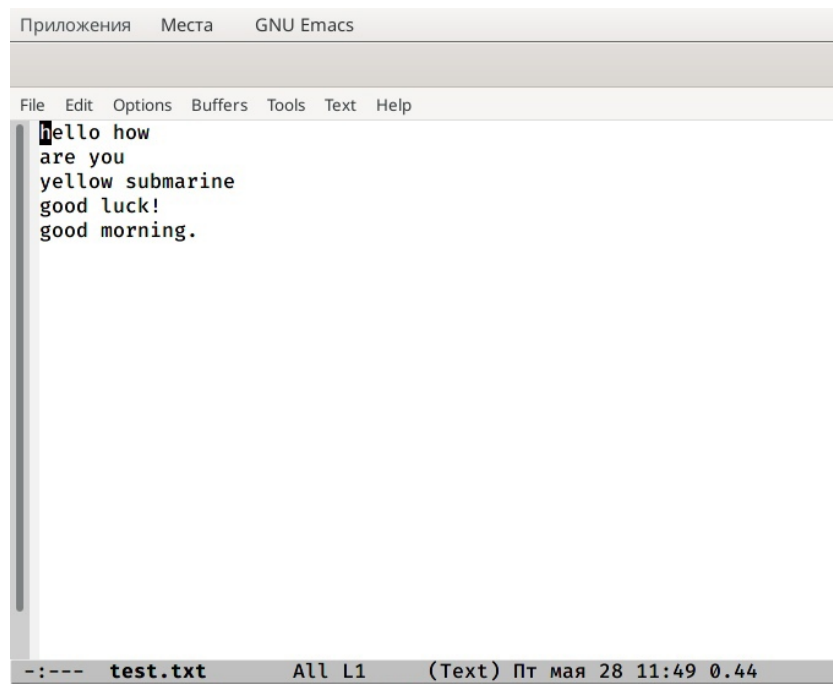 Приложения Места GNU Emacs
File Edit Options Buffers Tools Text Help
hello how
are you
yellow submarine
good luck!
good morning.
-:--- test.txt All L1 (Text) Пт мая 28 11:49 0.44